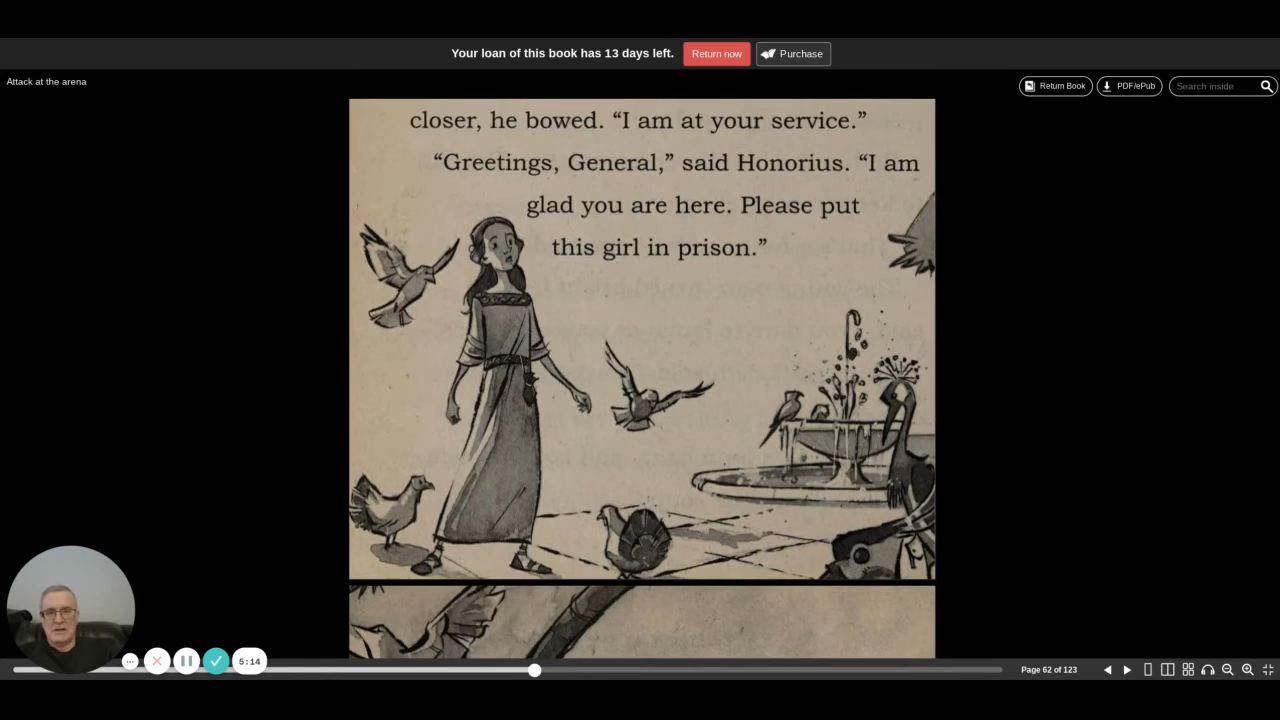 Your loan of this book has 13 days left. Return now Purchase
Attack at the arena
Return Book PDF/ePub Search inside
closer, he bowed. “I am at your service.”
“Greetings, General,” said Honorius. “I am
glad you are here. Please put
this girl in prison.”
5:14
Page 62 of 123